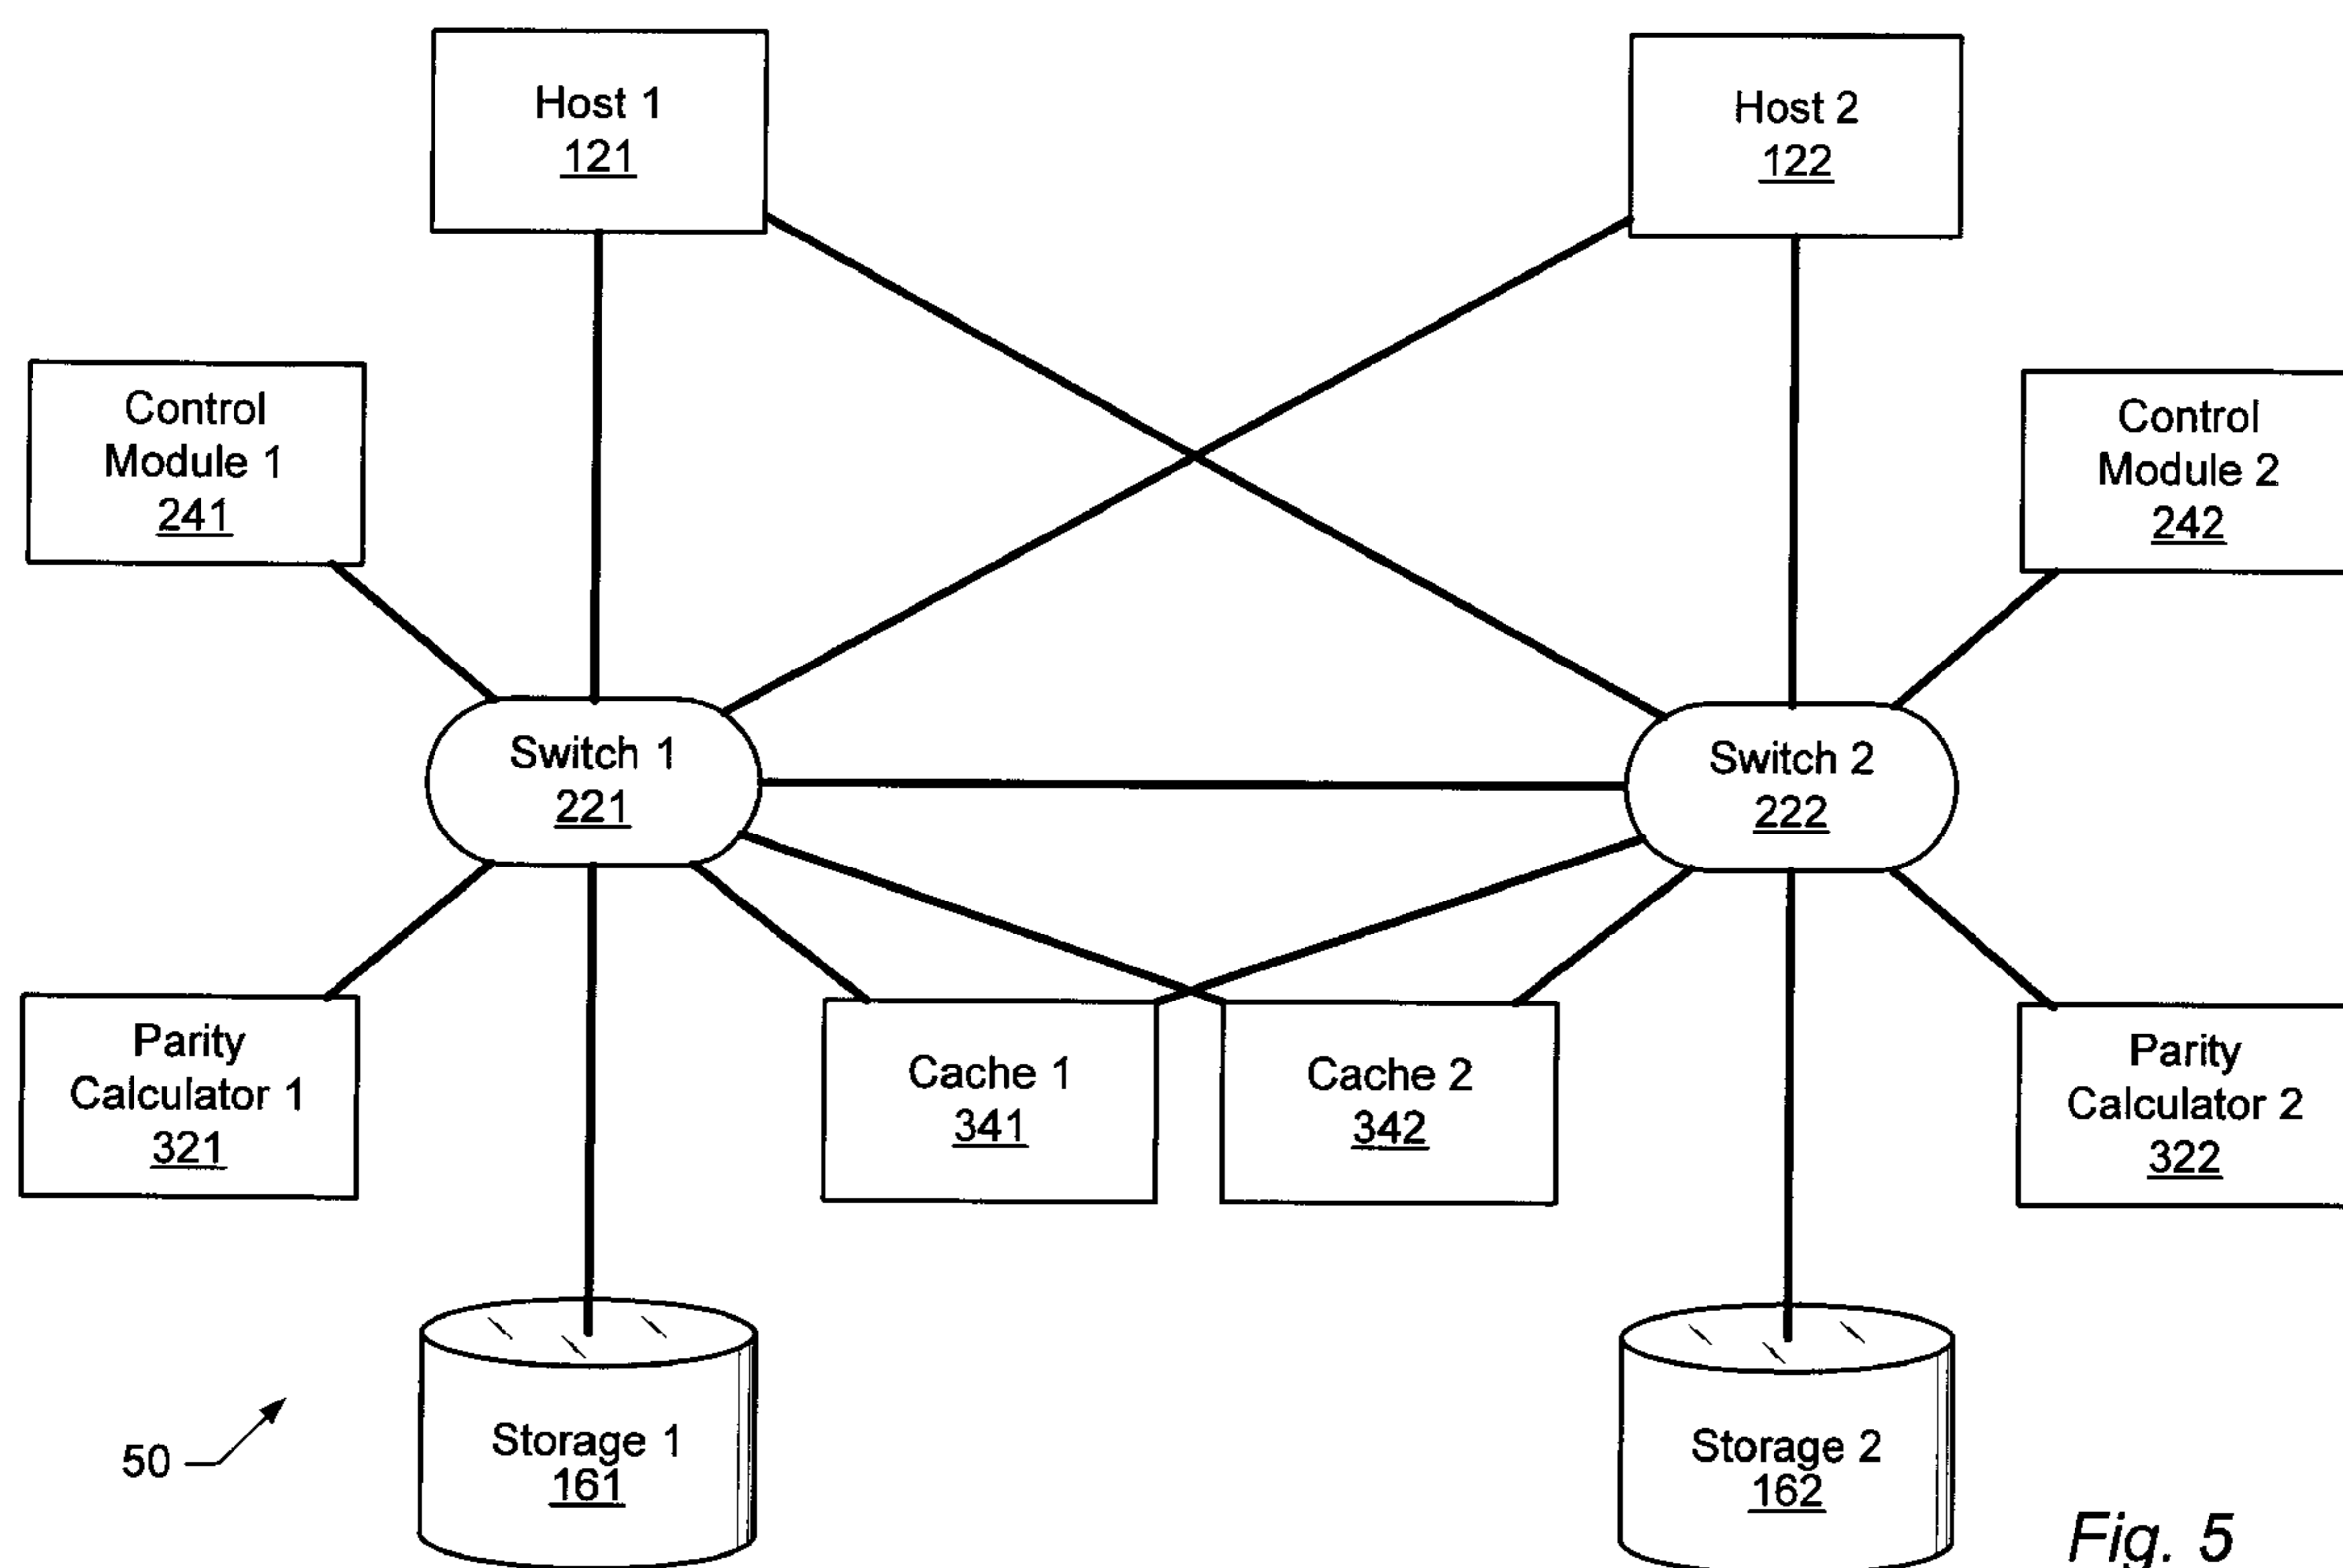 Host 1
121
Host 2
122
Control
Module 1
241
Control
Module 2
242
Switch 1
221
Switch 2
222
Parity
Calculator 1
321
Cache 1
341
Cache 2
342
Parity
Calculator 2
322
Storage 1
161
Storage 2
162
50
Fig. 5